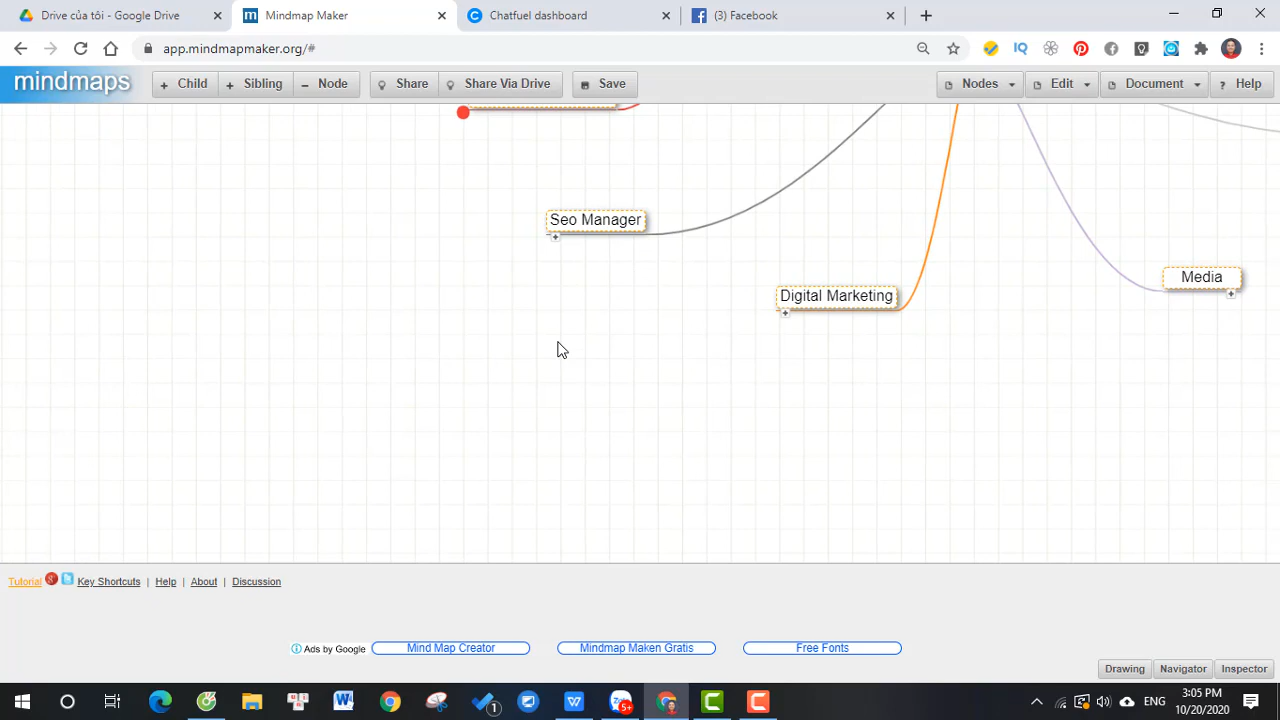 Drive của tôi - Google Drive
Mindmap Maker
Chatfuel dashboard
(3) Facebook
app.mindmapmaker.org/#
IQ
mindmaps
Child
Sibling
Node
Share
Share Via Drive
Save
Nodes
Edit
Document
Help
Seo Manager
Digital Marketing
Media
Tutorial
Key Shortcuts | Help | About | Discussion
Ads by Google
Mind Map Creator
Mindmap Maken Gratis
Free Fonts
Drawing
Navigator
Inspector
1
5+
ENG
3:05 PM
10/20/2020